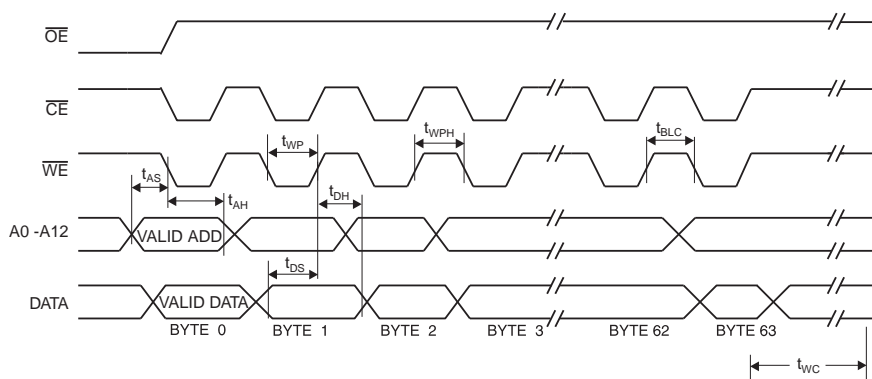 OE
CE
tWP
tWPH
tBLC
WE
tAS
tAH
tDH
A0 -A12
VALID ADD
tDS
DATA
VALID DATA
BYTE 0
BYTE 1
BYTE 2
BYTE 3
BYTE 62
BYTE 63
tWC